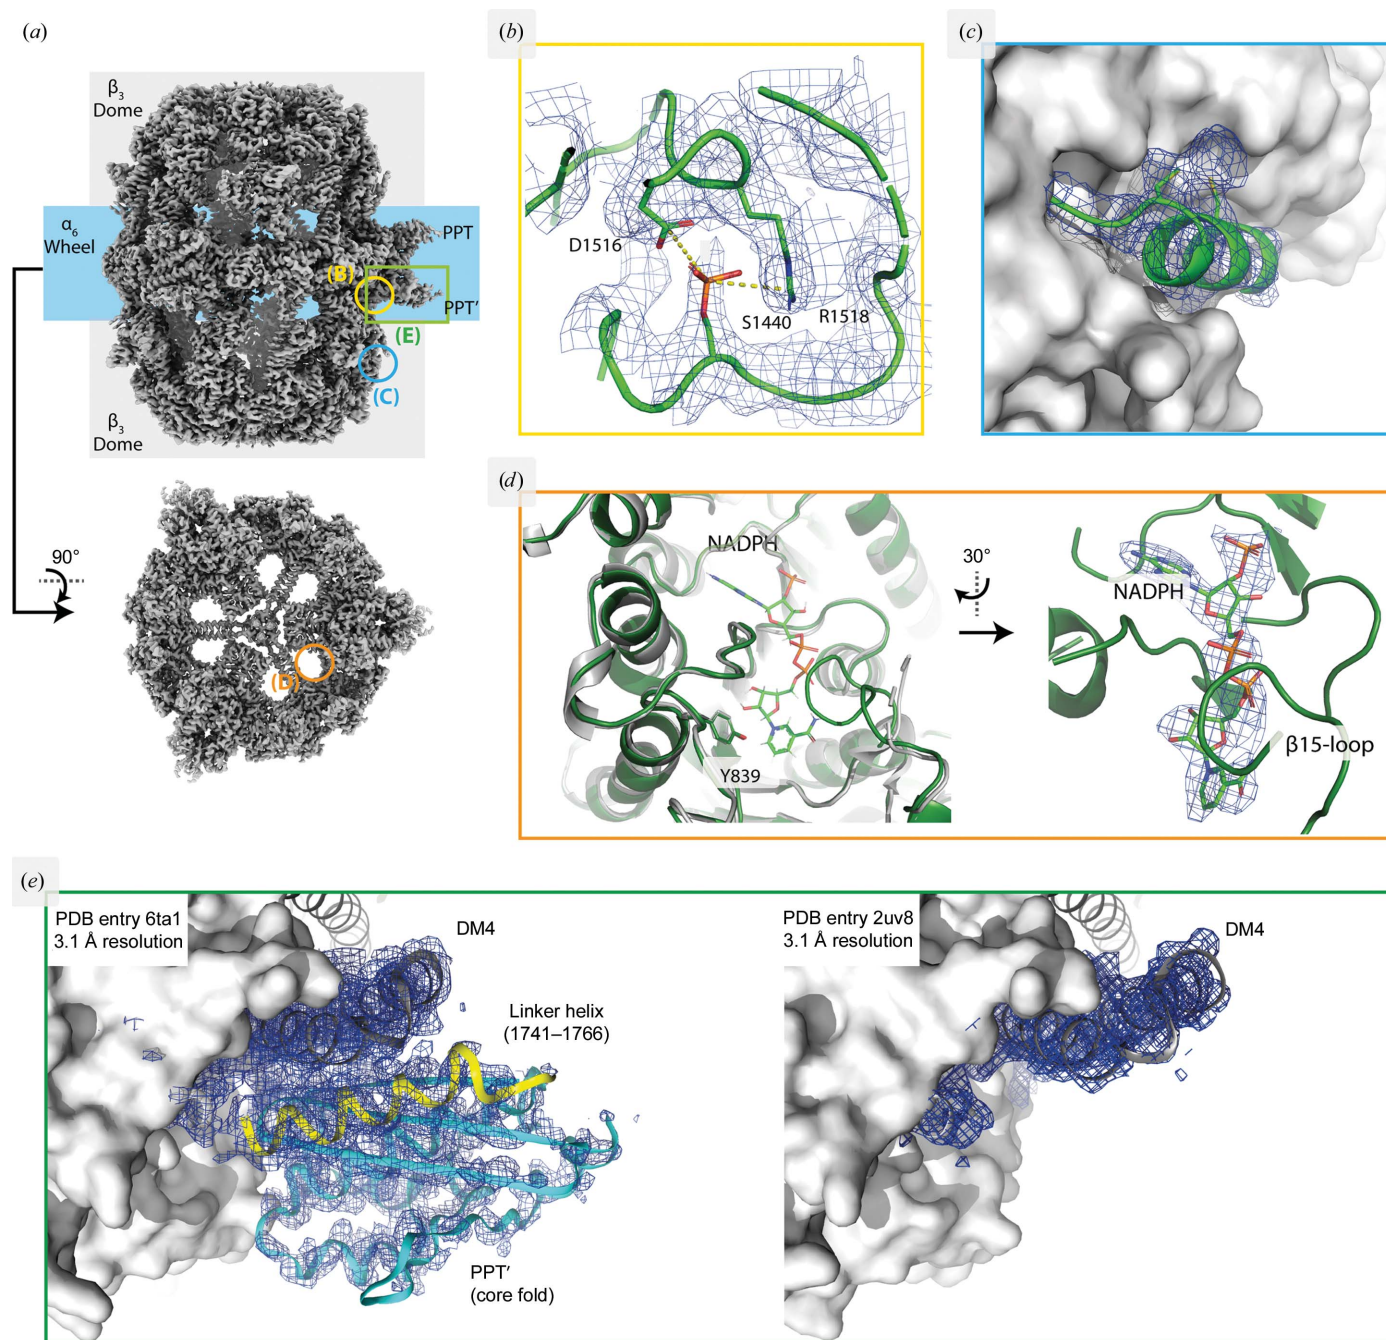 (a)
β3
Dome
α6
Wheel
PPT
(B)
PPT′
(E)
(C)
β3
Dome
90°
(D)
(b)
D1516
S1440
R1518
(c)
(d)
NADPH
Y839
30°
NADPH
β15-loop
(e)
PDB entry 6ta1
3.1 Å resolution
DM4
Linker helix
(1741–1766)
PPT′
(core fold)
PDB entry 2uv8
3.1 Å resolution
DM4